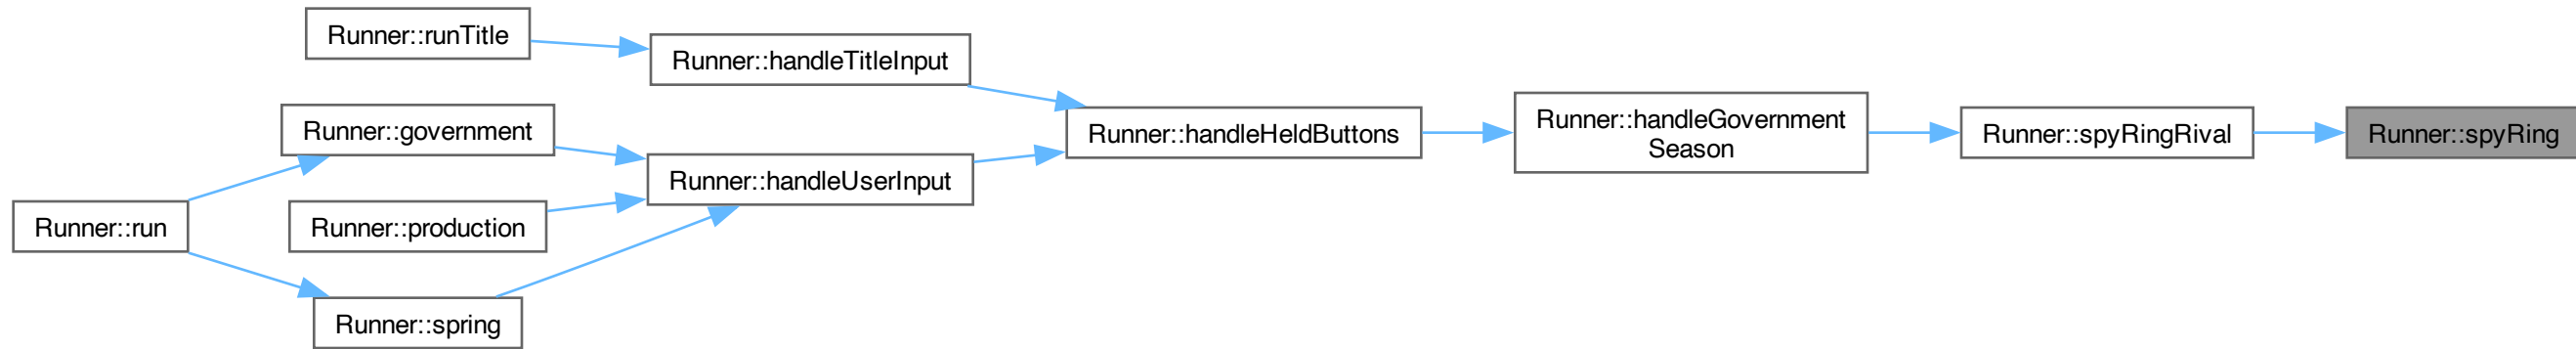 Runner::runTitle
Runner::handleTitleInput
Runner::government
Runner::handleHeldButtons
Runner::handleGovernment
Season
Runner::spyRingRival
Runner::spyRing
Runner::handleUserInput
Runner::run
Runner::production
Runner::spring